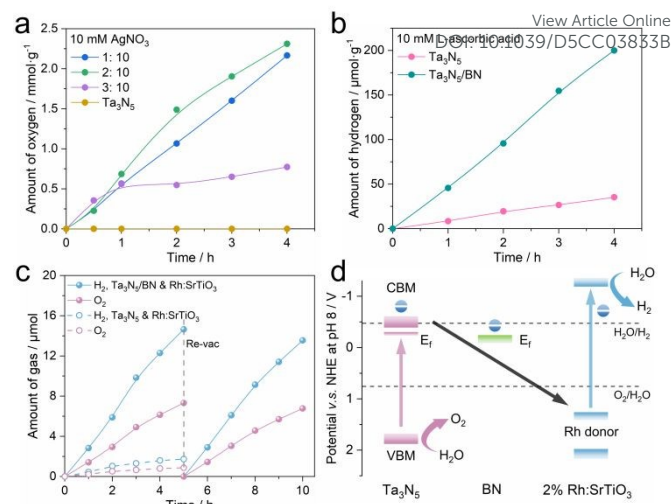 View Article Online
DOI: 10.1039/D5CC03833B
a
10 mM AgNO₃
1: 10
2: 10
3: 10
Ta₃N₅
Amount of oxygen / mmol·g⁻¹
2.5
2.0
1.5
1.0
0.5
0.0
0 1 2 3 4
Time / h
b
10 mM L-ascorbic acid
Ta₃N₅
Ta₃N₅/BN
Amount of hydrogen / μmol·g⁻¹
200
150
100
50
0
0 1 2 3 4
Time / h
c
H₂, Ta₃N₅/BN & Rh:SrTiO₃
O₂
H₂, Ta₃N₅ & Rh:SrTiO₃
O₂
Re-vac
Amount of gas / μmol
16
12
8
4
0
0 2 4 6 8 10
Time / h
d
Potential v.s. NHE at pH 8 / V
-1
0
1
2
CBM
E_f
VBM
O₂
H₂O
E_f
H₂O
H₂
H₂O/H₂
O₂/H₂O
Rh donor
Ta₃N₅ BN 2% Rh:SrTiO₃